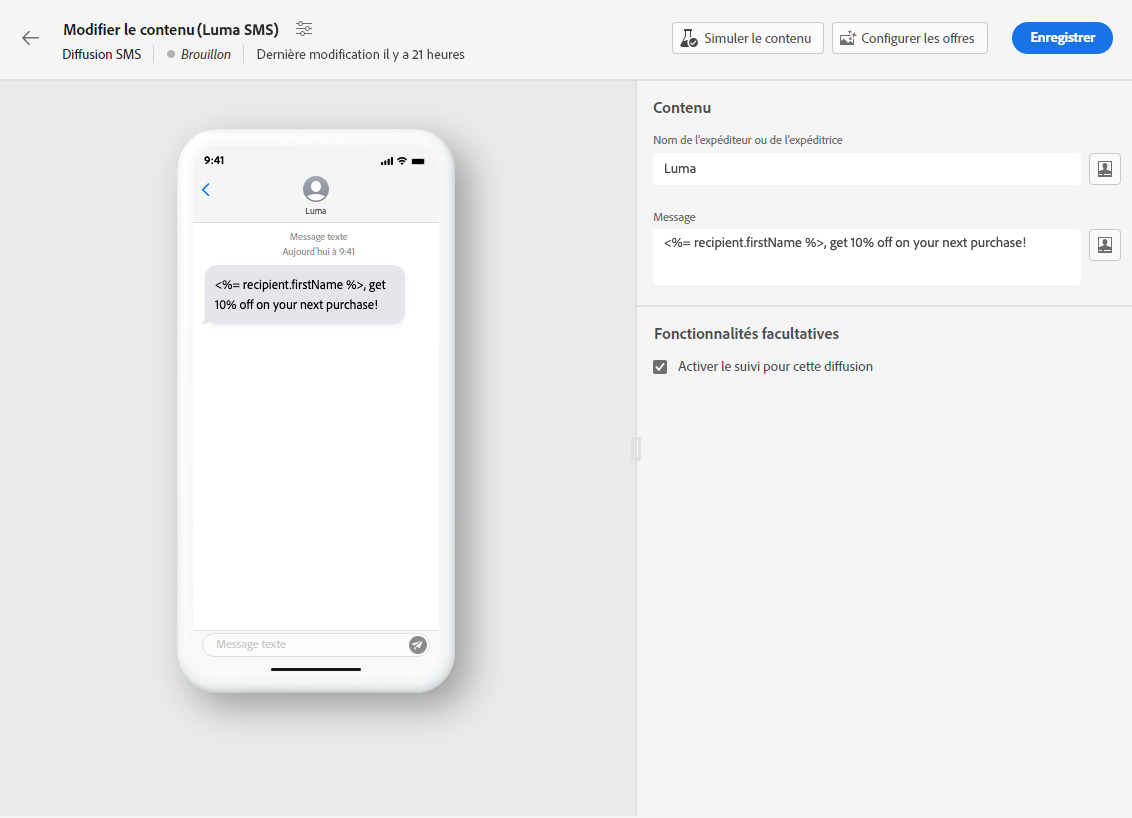 Modifier le contenu (Luma SMS)
Diffusion SMS
Brouillon
Dernière modification il y a 21 heures
Simuler le contenu
Configurer les offres
Enregistrer
9:41
Luma
Message texte
Aujourd'hui à 9:41
<%= recipient.firstName %>, get
10% off on your next purchase!
Message texte
Contenu
Nom de l'expéditeur ou de l'expéditrice
Luma
Message
<%= recipient.firstName %>, get 10% off on your next purchase!
Fonctionnalités facultatives
Activer le suivi pour cette diffusion